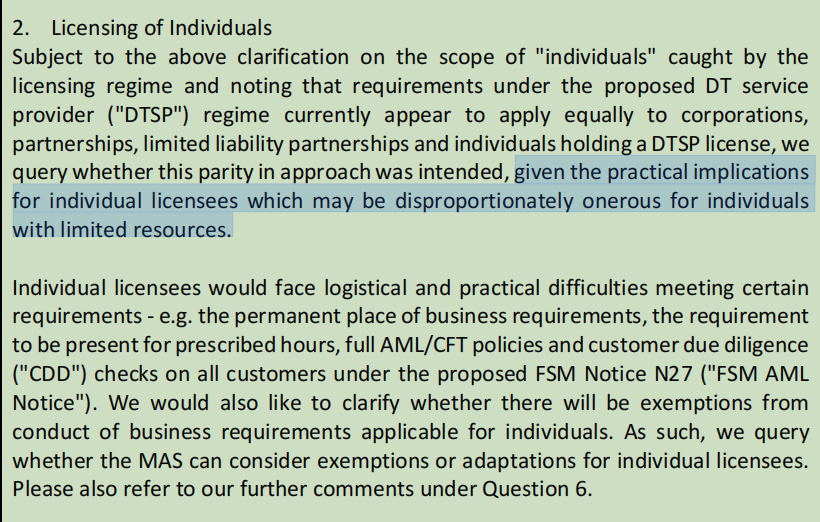 2. Licensing of Individuals
Subject to the above clarification on the scope of "individuals" caught by the
licensing regime and noting that requirements under the proposed DT service
provider ("DTSP") regime currently appear to apply equally to corporations,
partnerships, limited liability partnerships and individuals holding a DTSP license, we
query whether this parity in approach was intended, given the practical implications
for individual licensees which may be disproportionately onerous for individuals
with limited resources.
Individual licensees would face logistical and practical difficulties meeting certain
requirements - e.g. the permanent place of business requirements, the requirement
to be present for prescribed hours, full AML/CFT policies and customer due diligence
("CDD") checks on all customers under the proposed FSM Notice N27 ("FSM AML
Notice"). We would also like to clarify whether there will be exemptions from
conduct of business requirements applicable for individuals. As such, we query
whether the MAS can consider exemptions or adaptations for individual licensees.
Please also refer to our further comments under Question 6.